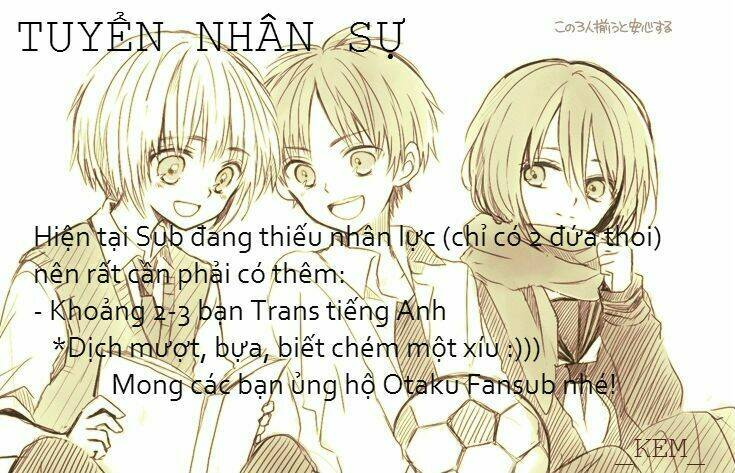 TUYỂN NHÂN SỰ
この3人揃うと安心する
Hiện tại Sub đang thiếu nhân lực (chỉ có 2 đứa thoi)
nên rất cần phải có thêm:
- Khoảng 2-3 bạn Trans tiếng Anh
*Dịch mượt, bựa, biết chém một xíu :)))
Mong các bạn ủng hộ Otaku Fansub nhé!
_KEM_